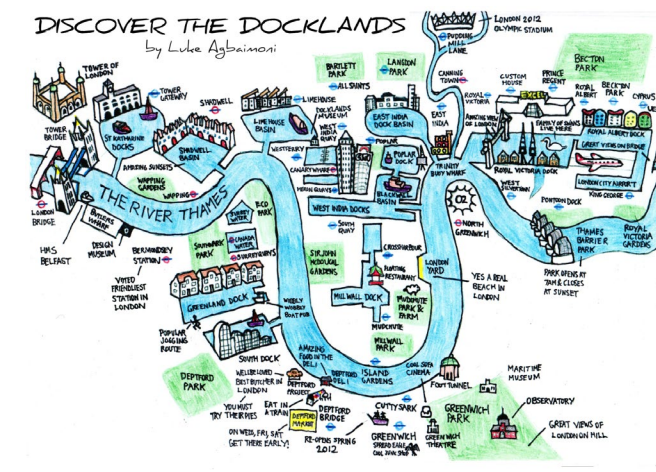 DISCOVER THE DOCKLANDS
by Luke Agbaimoni
LONDON 2012
OLYMPIC STADIUM
PUDDING
MILL
LANE
TOWER OF
LONDON
TOWER
GATEWAY
SHADWELL
LIMEHOUSE
BASIN
LIMEHOUSE
BARTLETT
PARK
ALL SAINTS
LANSDON
PARK
CANNING
TOWN
ROYAL
VICTORIA
CUSTOM
HOUSE
PRINCE
REGENT
BECTON
PARK
ROYAL
ALBERT
BECKTON
PARK
CYPRUS
EXCEL
DOCKLANDS
MUSEUM
WEST
INDIA
QUAY
EAST INDIA
DOCK BASIN
EAST
INDIA
AMAZING VIEW
OF LONDON
FAMILY OF SWANS
LIVE HERE
ROYAL ALBERT DOCK
GREAT VIEWS ON BRIDGE
ROYAL VICTORIA DOCK
LONDON CITY AIRPORT
KING GEORGE
TOWER
BRIDGE
ST KATHARINE
DOCKS
SHADWELL
BASIN
AMAZING SUNSETS
WAPPING
GARDENS
WAPPING
WESTFERRY
CANARY WHARF
HERON QUAYS
POPLAR
POPLAR
DOCK
BLACKWALL
BASIN
TRINITY
BUOY WHARF
WEST
SILVERTOWN
PONTOON DOCK
THE RIVER THAMES
LONDON
BRIDGE
HMS
BELFAST
BUTLERS
WHARF
DESIGN
MUSEUM
BERMONDSEY
STATION
VOTED
FRIENDLIEST
STATION IN
LONDON
ECO
PARK
SURREY
WATER
CANADA
WATER
SURREY QUAYS
SOUTHWARK
PARK
WEST INDIA DOCKS
SOUTH
QUAY
O2
NORTH
GREENWICH
THAMES
BARRIER
PARK
ROYAL
VICTORIA
GARDENS
PARK OPENS AT
7AM & CLOSES
AT SUNSET
SIR JOHN
MCDOUGAL
GARDENS
CROSSHARBOUR
FLOATING
RESTAURANT
LONDON
YARD
YES A REAL
BEACH IN
LONDON
MILLWALL DOCK
MUDCHUTE
PARK &
FARM
MUDCHUTE
MILLWALL
PARK
GREENLAND DOCK
WIBBLY
WOBBLY
BOAT PUB
POPULAR
JOGGING
ROUTE
SOUTH DOCK
DEPTFORD
PARK
AMAZING
FOOD IN THE
DELI
DEPTFORD
DELI
ISLAND
GARDENS
COOL SOFA
CINEMA
FOOT TUNNEL
MARITIME
MUSEUM
WELL BELOVED
BEST BUTCHER IN
LONDON
DEPTFORD
PROJECT
YOU MUST
TRY THEIR PIES
EAT IN
A TRAIN
DEPTFORD
MARKET
DEPTFORD
BRIDGE
ON WEDS, FRI, SAT
GET THERE EARLY!
RE-OPENS SPRING
2012
CUTTY SARK
GREENWICH
GREENWICH
THEATRE
GREENWICH
PARK
OBSERVATORY
GREAT VIEWS OF
LONDON ON HILL